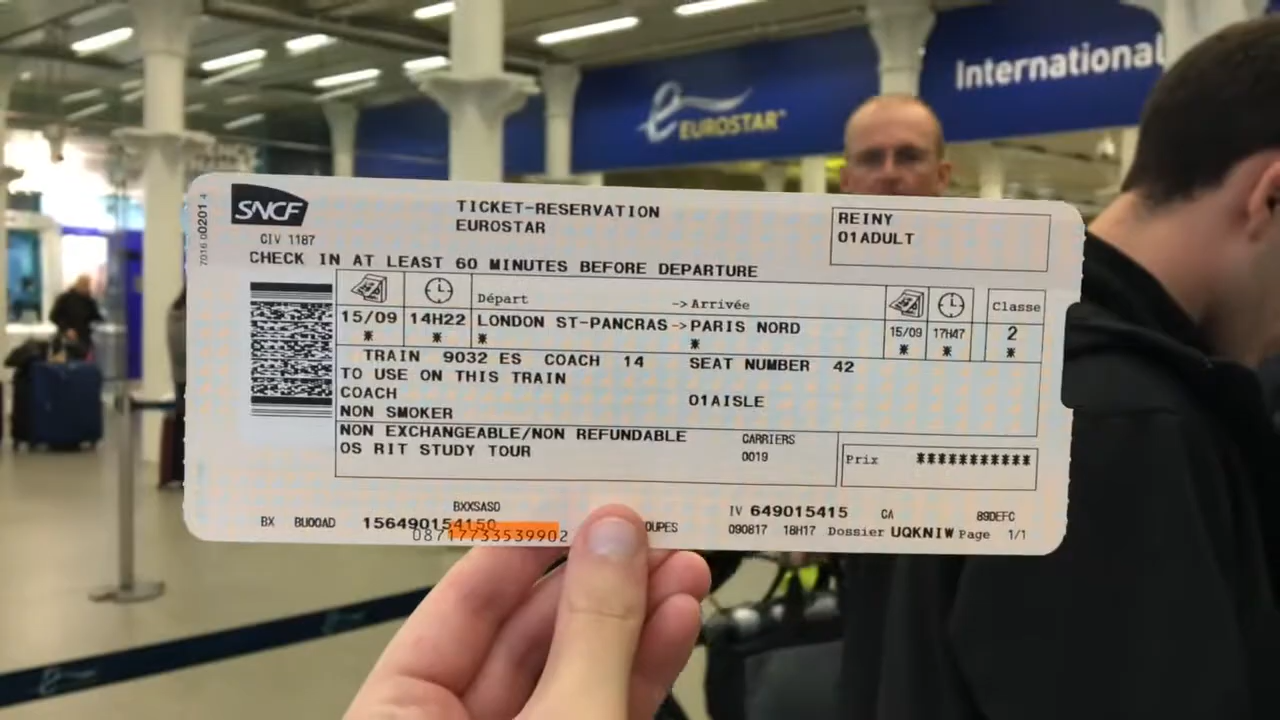 EUROSTAR
International
SNCF
CIV 1187
TICKET-RESERVATION
EUROSTAR
REINY
01ADULT
CHECK IN AT LEAST 60 MINUTES BEFORE DEPARTURE
Départ -> Arrivée Classe
15/09 14H22 LONDON ST-PANCRAS -> PARIS NORD 15/09 17H47 2
* * * * * * *
TRAIN 9032 ES COACH 14 SEAT NUMBER 42
TO USE ON THIS TRAIN
COACH 01AISLE
NON SMOKER
NON EXCHANGEABLE/NON REFUNDABLE CARRIERS
OS RIT STUDY TOUR 0019
Prix ***********
BXXSASO IV 649015415 CA 89DEFC
BX BU00AD 156490154150 OUPES 090817 18H17 Dossier UQKNIW Page 1/1
08717733539902